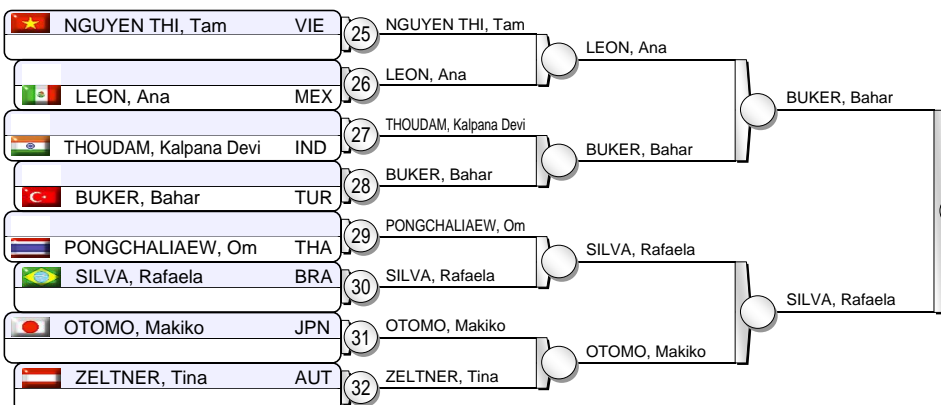 NGUYEN THI, Tam VIE
25
NGUYEN THI, Tam
LEON, Ana MEX
26
LEON, Ana
THOUDAM, Kalpana Devi IND
27
THOUDAM, Kalpana Devi
BUKER, Bahar TUR
28
BUKER, Bahar
PONGCHALIAEW, Om THA
29
PONGCHALIAEW, Om
SILVA, Rafaela BRA
30
SILVA, Rafaela
OTOMO, Makiko JPN
31
OTOMO, Makiko
ZELTNER, Tina AUT
32
ZELTNER, Tina
LEON, Ana
BUKER, Bahar
SILVA, Rafaela
OTOMO, Makiko
BUKER, Bahar
SILVA, Rafaela